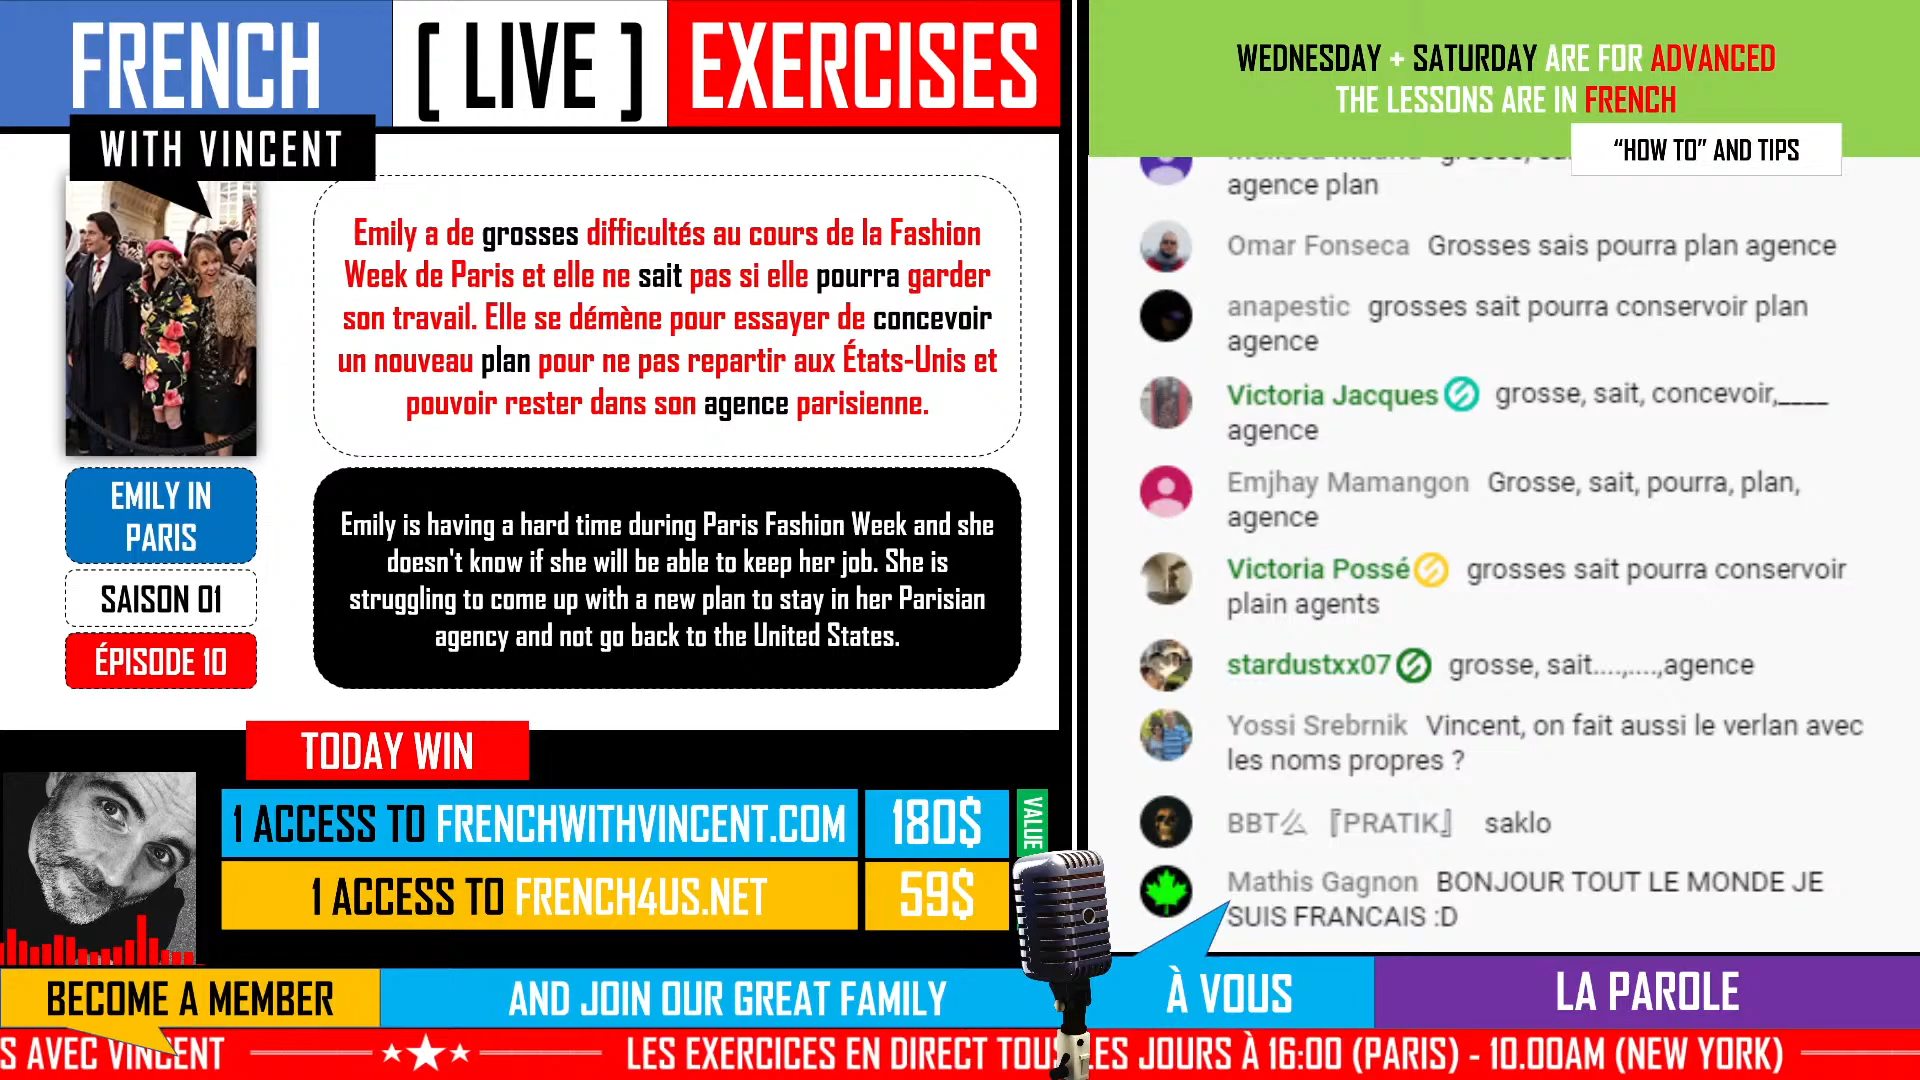 FRENCH [ LIVE ] EXERCISES
WITH VINCENT
Emily a de grosses difficultés au cours de la Fashion
Week de Paris et elle ne sait pas si elle pourra garder
son travail. Elle se démène pour essayer de concevoir
un nouveau plan pour ne pas repartir aux États-Unis et
pouvoir rester dans son agence parisienne.
EMILY IN
PARIS
SAISON 01
ÉPISODE 10
Emily is having a hard time during Paris Fashion Week and she
doesn't know if she will be able to keep her job. She is
struggling to come up with a new plan to stay in her Parisian
agency and not go back to the United States.
TODAY WIN
1 ACCESS TO FRENCHWITHVINCENT.COM 180$
VALUE
1 ACCESS TO FRENCH4US.NET 59$
WEDNESDAY + SATURDAY ARE FOR ADVANCED
THE LESSONS ARE IN FRENCH
“HOW TO” AND TIPS
agence plan
Omar Fonseca Grosses sais pourra plan agence
anapestic grosses sait pourra conservoir plan
agence
Victoria Jacques grosse, sait, concevoir,____
agence
Emjhay Mamangon Grosse, sait, pourra, plan,
agence
Victoria Possé grosses sait pourra conservoir
plain agents
stardustxx07 grosse, sait....,....,agence
Yossi Srebrnik Vincent, on fait aussi le verlan avec
les noms propres ?
BBT么 『PRATIK』 saklo
Mathis Gagnon BONJOUR TOUT LE MONDE JE
SUIS FRANCAIS :D
BECOME A MEMBER AND JOIN OUR GREAT FAMILY À VOUS LA PAROLE
S AVEC VINCENT LES EXERCICES EN DIRECT TOUS LES JOURS À 16:00 (PARIS) - 10.00AM (NEW YORK)